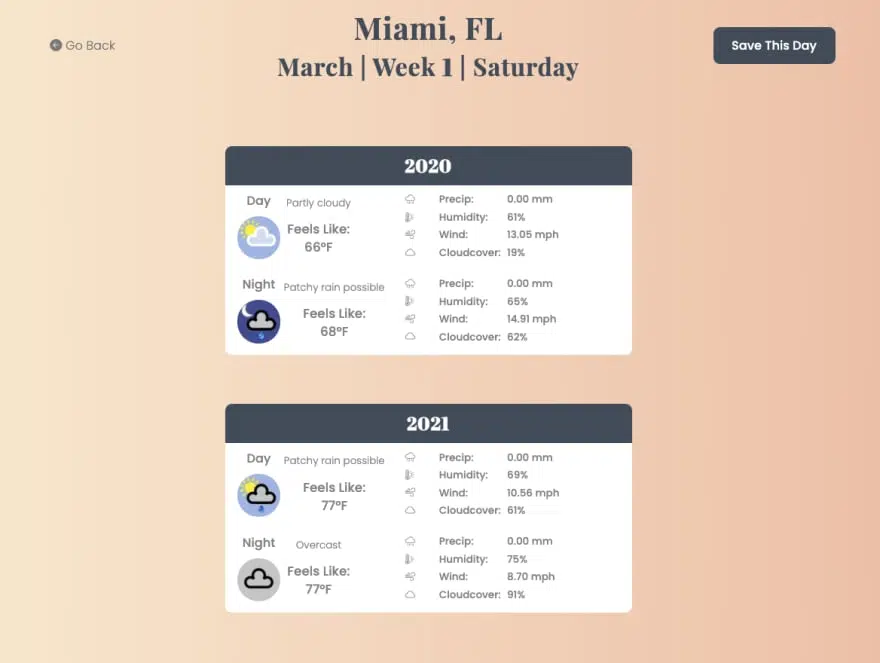 Miami, FL
Go Back
March | Week 1 | Saturday
Save This Day
2020
Day
Partly cloudy
Feels Like:
66°F
Precip: 0.00 mm
Humidity: 61%
Wind: 13.05 mph
Cloudcover: 19%
Night
Patchy rain possible
Feels Like:
68°F
Precip: 0.00 mm
Humidity: 65%
Wind: 14.91 mph
Cloudcover: 62%
2021
Day
Patchy rain possible
Feels Like:
77°F
Precip: 0.00 mm
Humidity: 69%
Wind: 10.56 mph
Cloudcover: 61%
Night
Overcast
Feels Like:
77°F
Precip: 0.00 mm
Humidity: 75%
Wind: 8.70 mph
Cloudcover: 91%